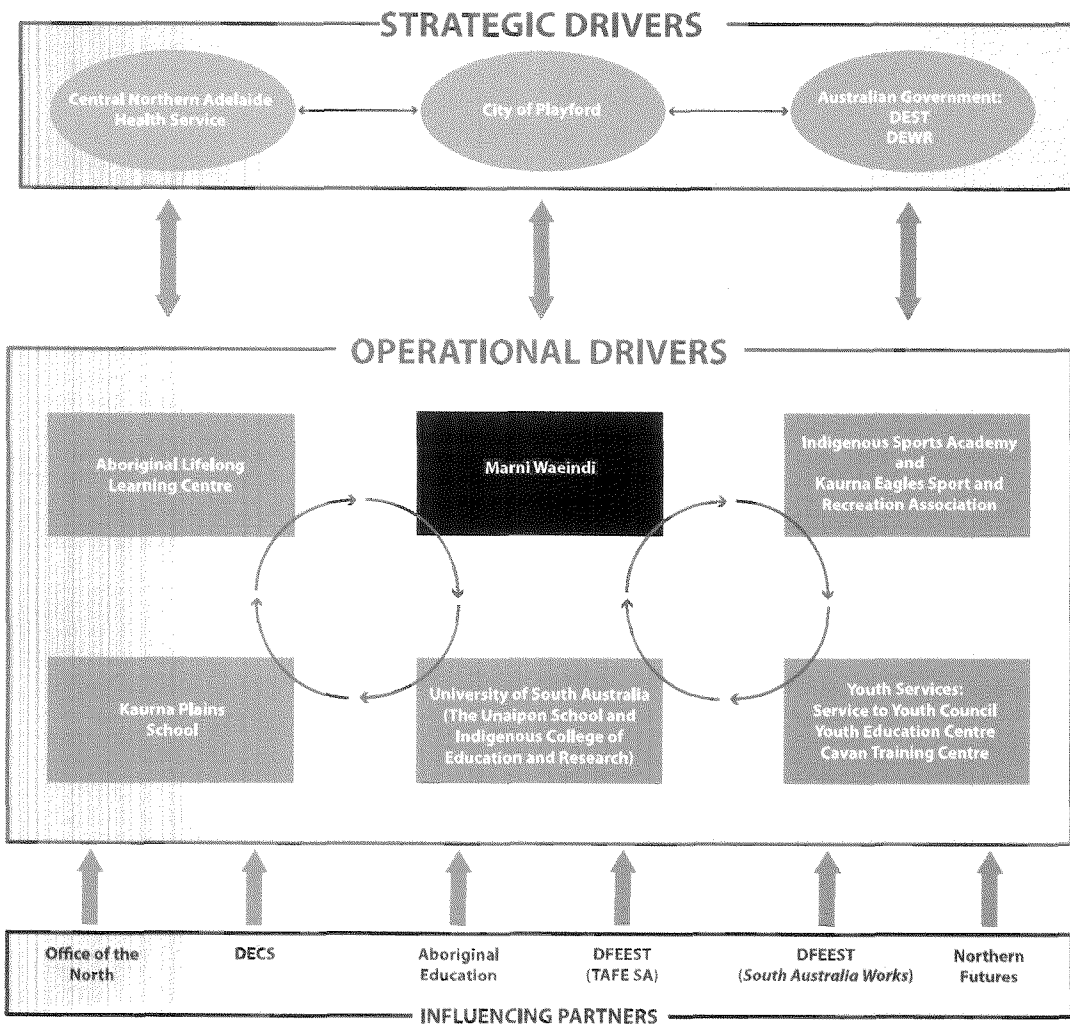 STRATEGIC DRIVERS
Central Northern Adelaide
Health Service
City of Playford
Australian Government:
DEST
DEWR
OPERATIONAL DRIVERS
Aboriginal Lifelong
Learning Centre
Marni Waeindi
Indigenous Sports Academy
and
Kaurna Eagles Sport and
Recreation Association
Kaurna Plains
School
University of South Australia
(The Unaipon School and
Indigenous College of
Education and Research)
Youth Services:
Service to Youth Council
Youth Education Centre
Cavan Training Centre
Office of the
North
DECS
Aboriginal
Education
DFEEST
(TAFE SA)
DFEEST
(South Australia Works)
Northern
Futures
INFLUENCING PARTNERS